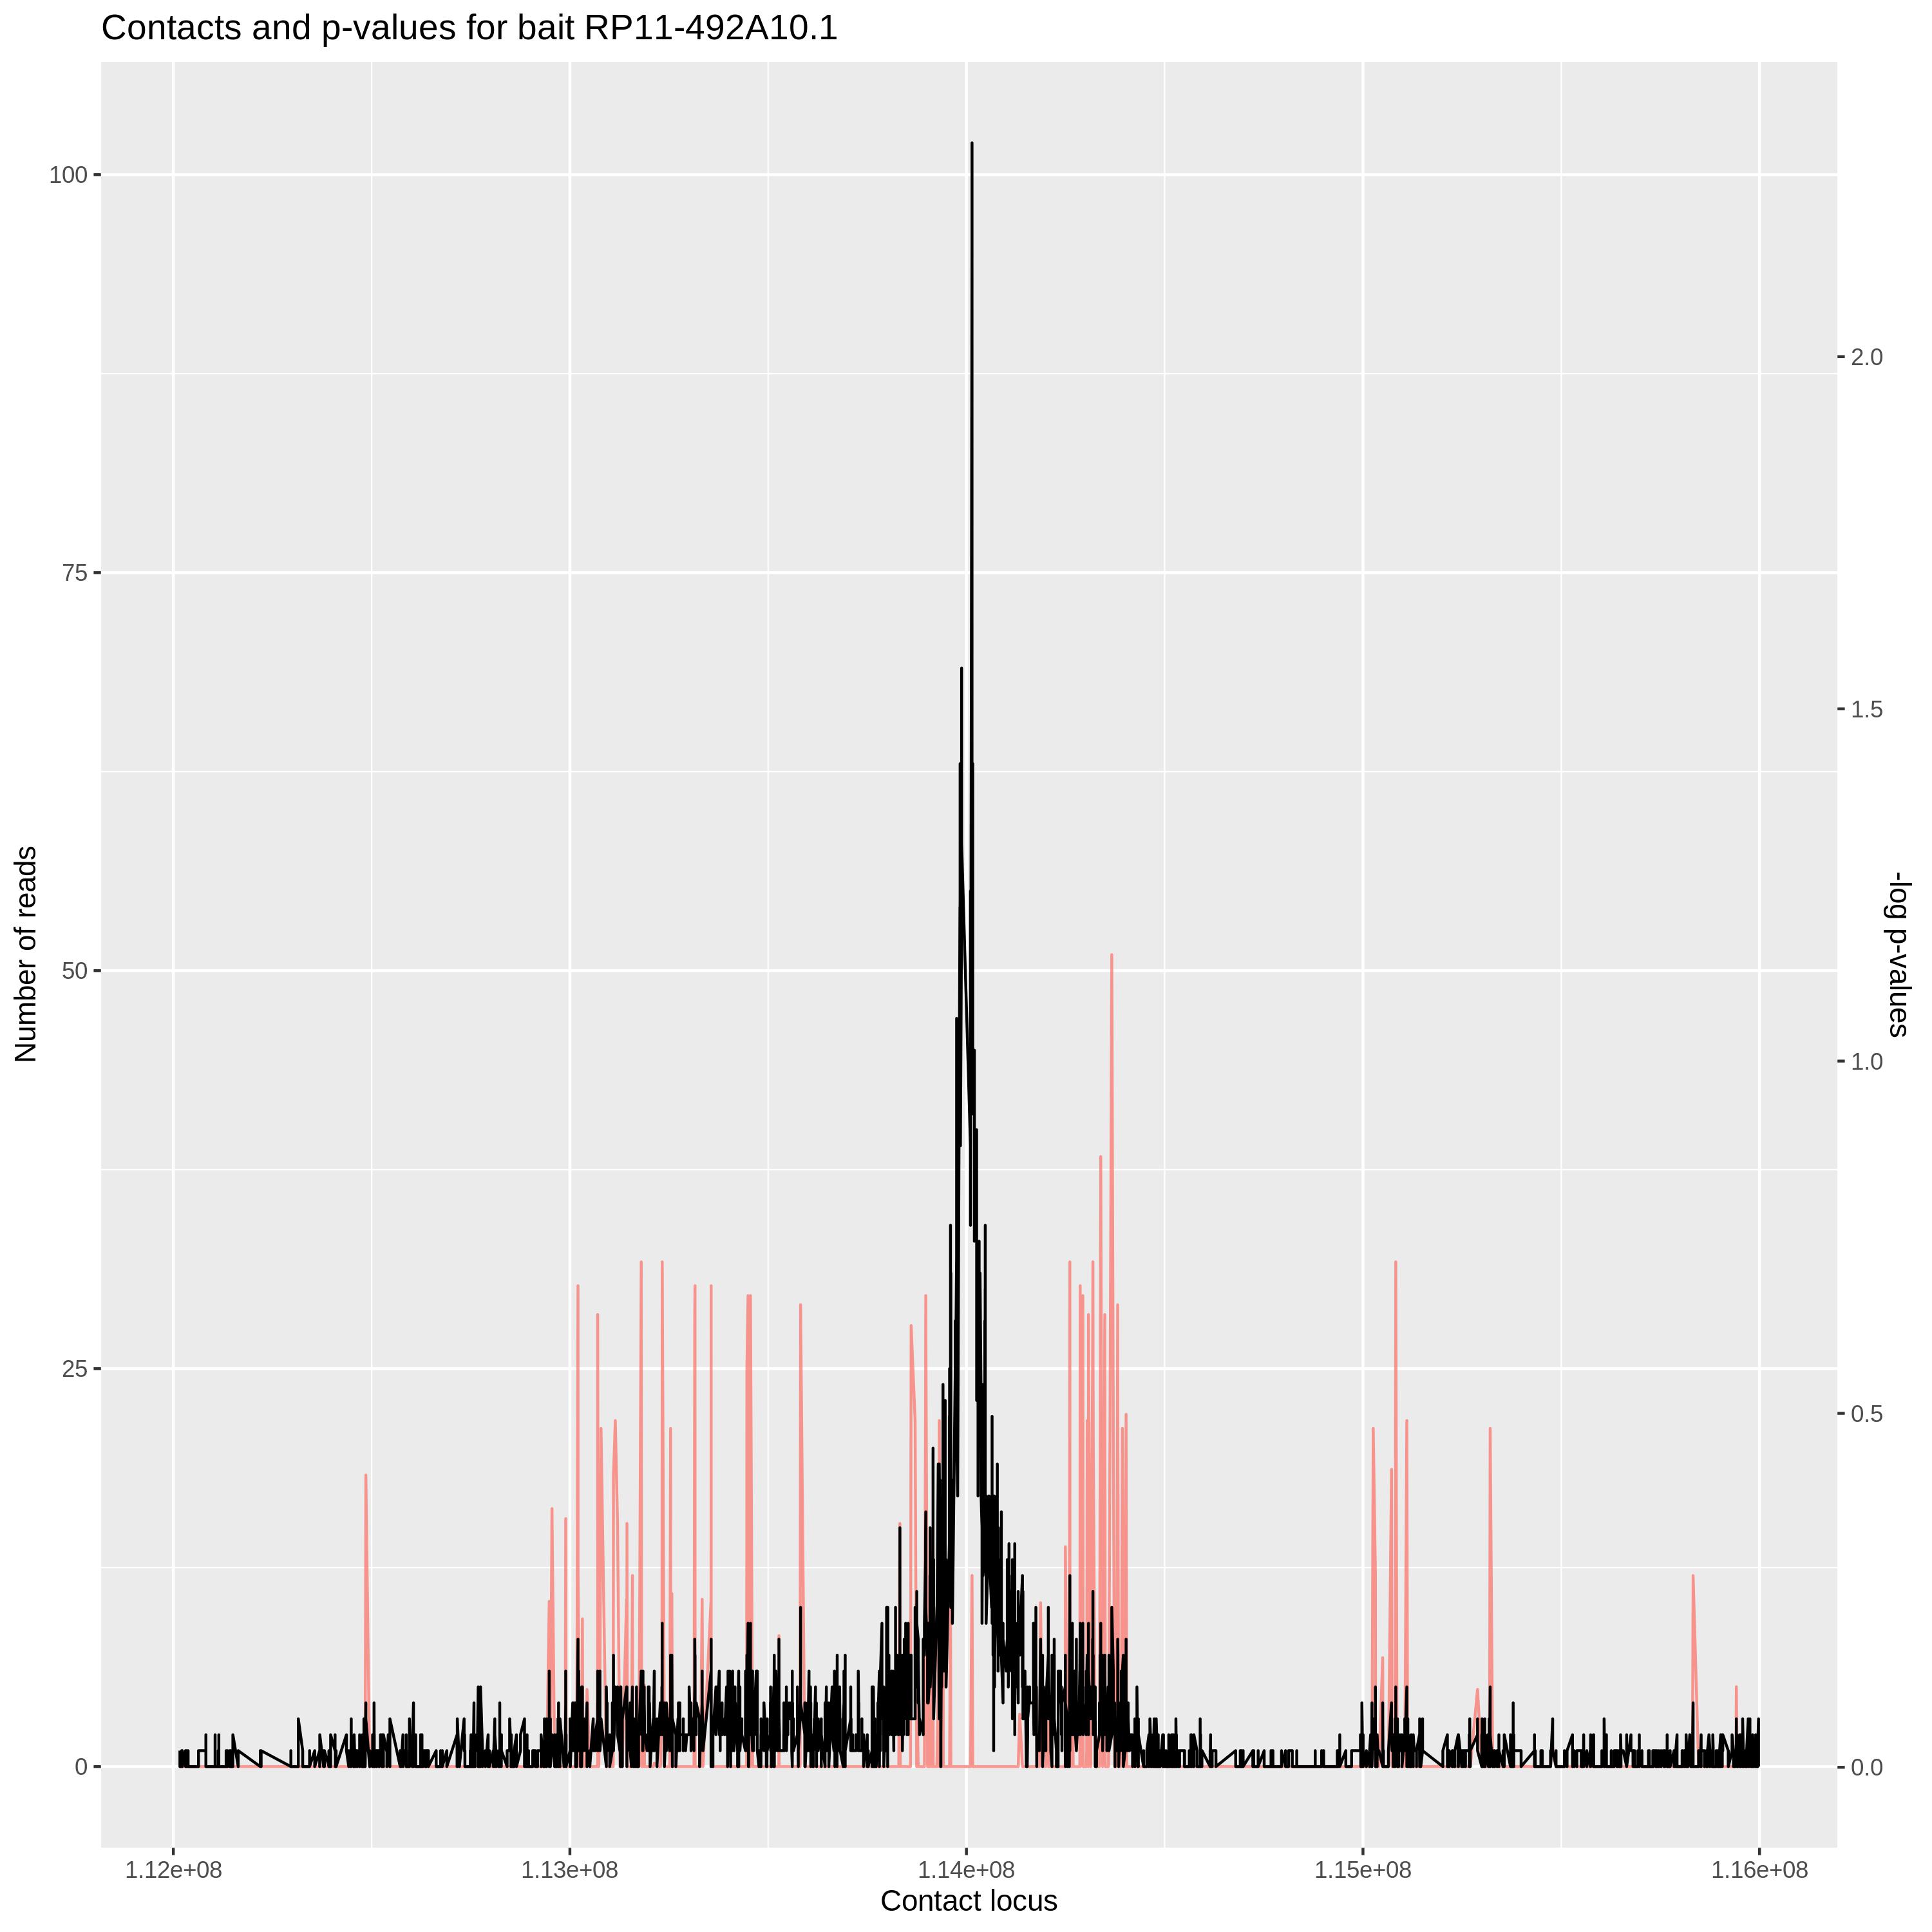 Contacts and p-values for bait RP11-492A10.1
Number of reads
100
75
50
25
0
2.0
1.5
1.0
0.5
0.0
-log p-values
1.12e+08 1.13e+08 1.14e+08 1.15e+08 1.16e+08
Contact locus